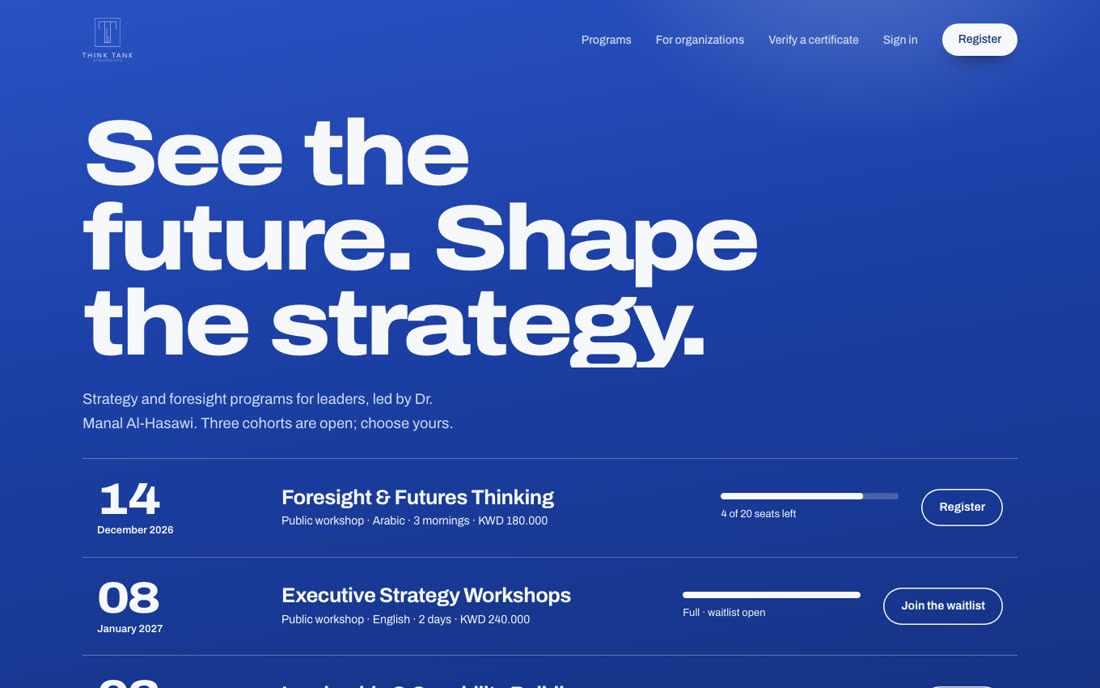 THINK TANK
Programs
For organizations
Verify a certificate
Sign in
Register
See the
future. Shape
the strategy.
Strategy and foresight programs for leaders, led by Dr.
Manal Al-Hasawi. Three cohorts are open; choose yours.
14
December 2026
Foresight & Futures Thinking
Public workshop · Arabic · 3 mornings · KWD 180.000
4 of 20 seats left
Register
08
January 2027
Executive Strategy Workshops
Public workshop · English · 2 days · KWD 240.000
Full · waitlist open
Join the waitlist